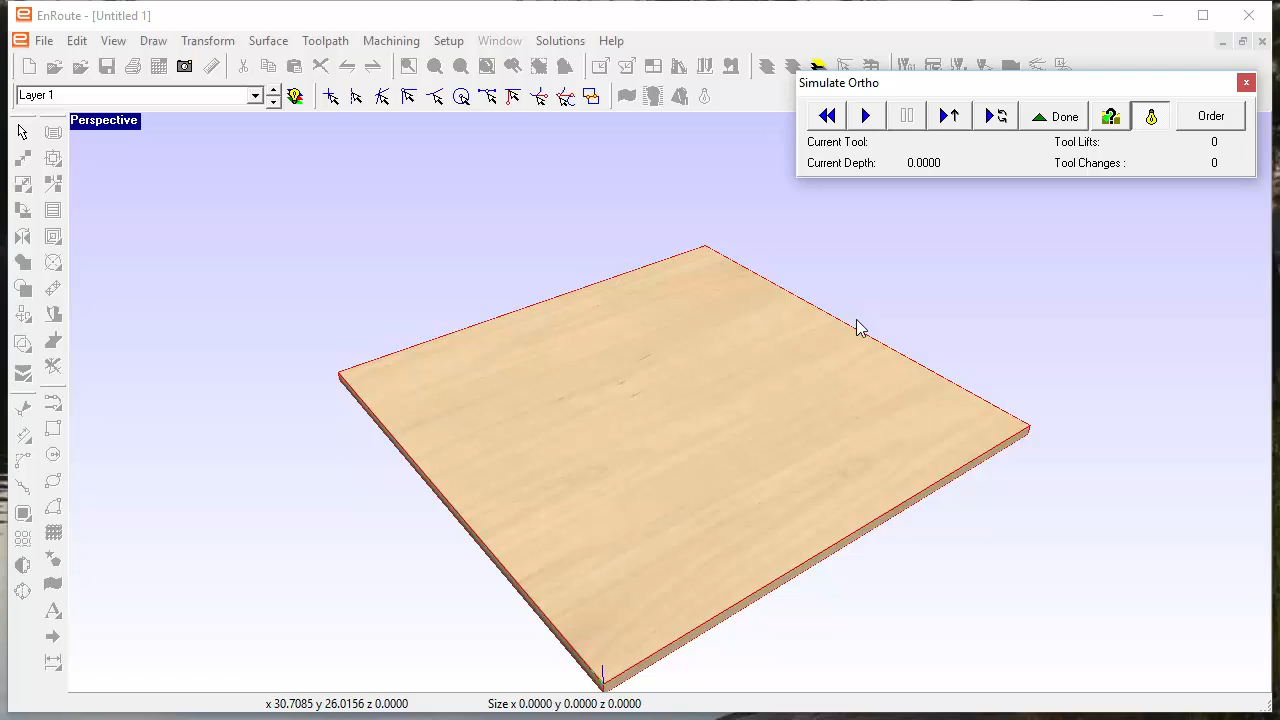 EnRoute - [Untitled 1]
File Edit View Draw Transform Surface Toolpath Machining Setup Window Solutions Help
Layer 1
Perspective
Simulate Ortho
Done
Order
Current Tool: Tool Lifts: 0
Current Depth: 0.0000 Tool Changes : 0
x 30.7085 y 26.0156 z 0.0000 Size x 0.0000 y 0.0000 z 0.0000